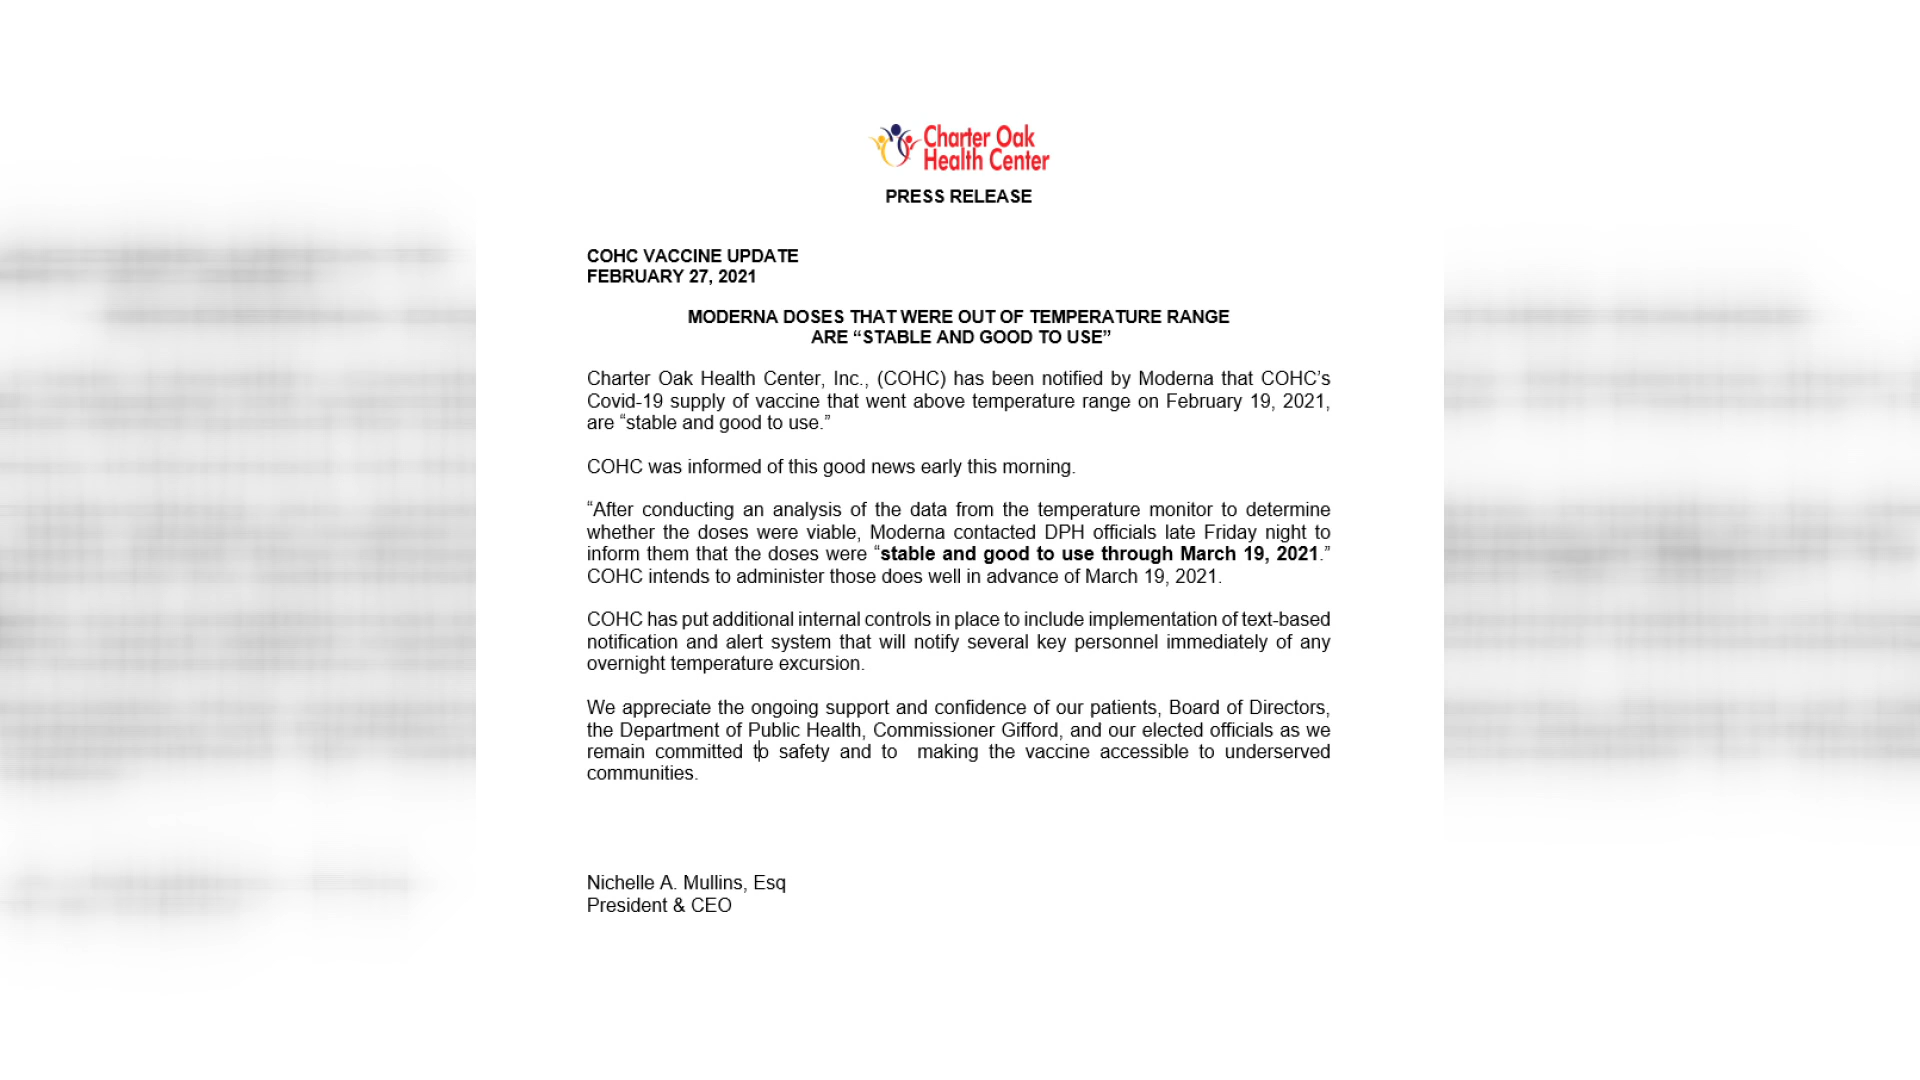 Charter Oak
Health Center
PRESS RELEASE
COHC VACCINE UPDATE
FEBRUARY 27, 2021
MODERNA DOSES THAT WERE OUT OF TEMPERATURE RANGE
ARE “STABLE AND GOOD TO USE”
Charter Oak Health Center, Inc., (COHC) has been notified by Moderna that COHC’s
Covid-19 supply of vaccine that went above temperature range on February 19, 2021,
are “stable and good to use.”
COHC was informed of this good news early this morning.
“After conducting an analysis of the data from the temperature monitor to determine
whether the doses were viable, Moderna contacted DPH officials late Friday night to
inform them that the doses were “stable and good to use through March 19, 2021.”
COHC intends to administer those does well in advance of March 19, 2021.
COHC has put additional internal controls in place to include implementation of text-based
notification and alert system that will notify several key personnel immediately of any
overnight temperature excursion.
We appreciate the ongoing support and confidence of our patients, Board of Directors,
the Department of Public Health, Commissioner Gifford, and our elected officials as we
remain committed to safety and to making the vaccine accessible to underserved
communities.
Nichelle A. Mullins, Esq
President & CEO